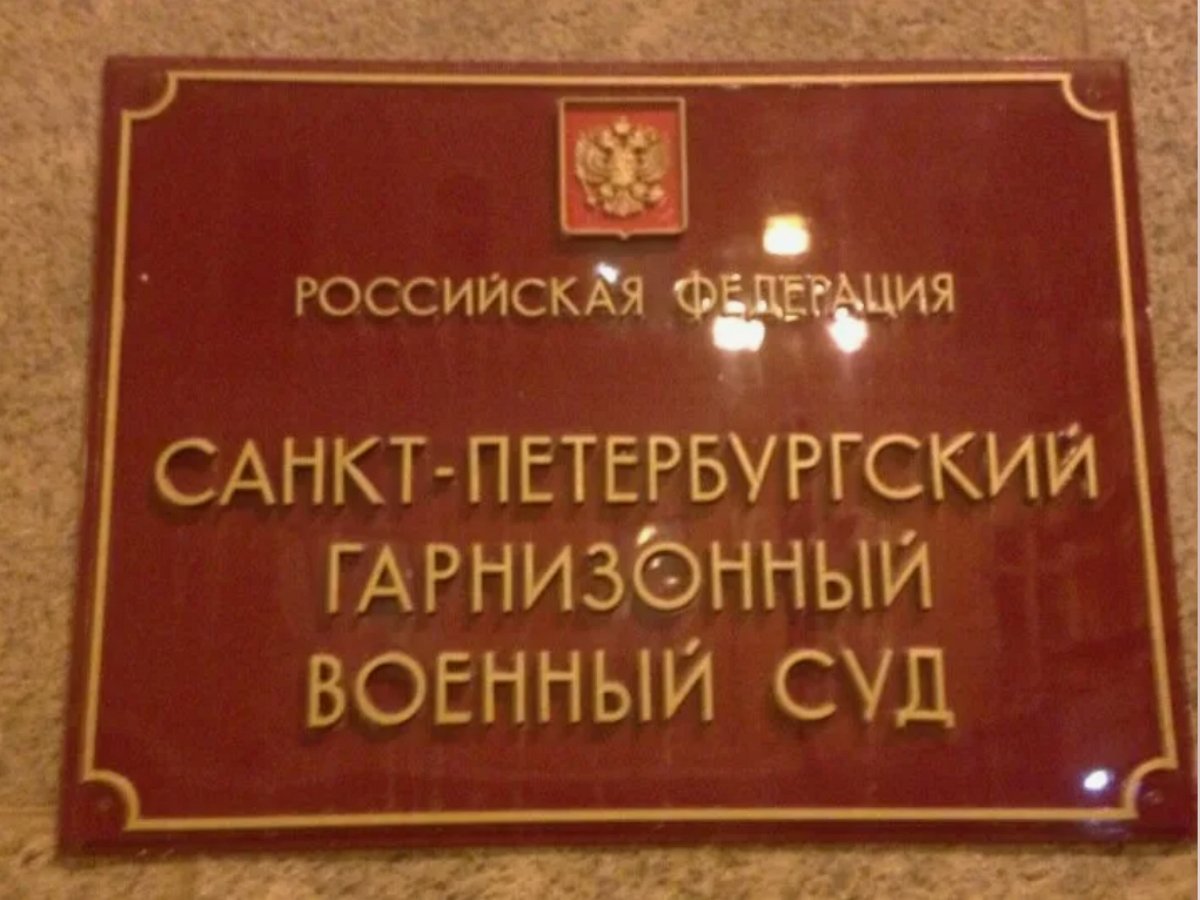 РОССИЙСКАЯ ФЕДЕРАЦИЯ
САНКТ-ПЕТЕРБУРГСКИЙ
ГАРНИЗОННЫЙ
ВОЕННЫЙ СУД